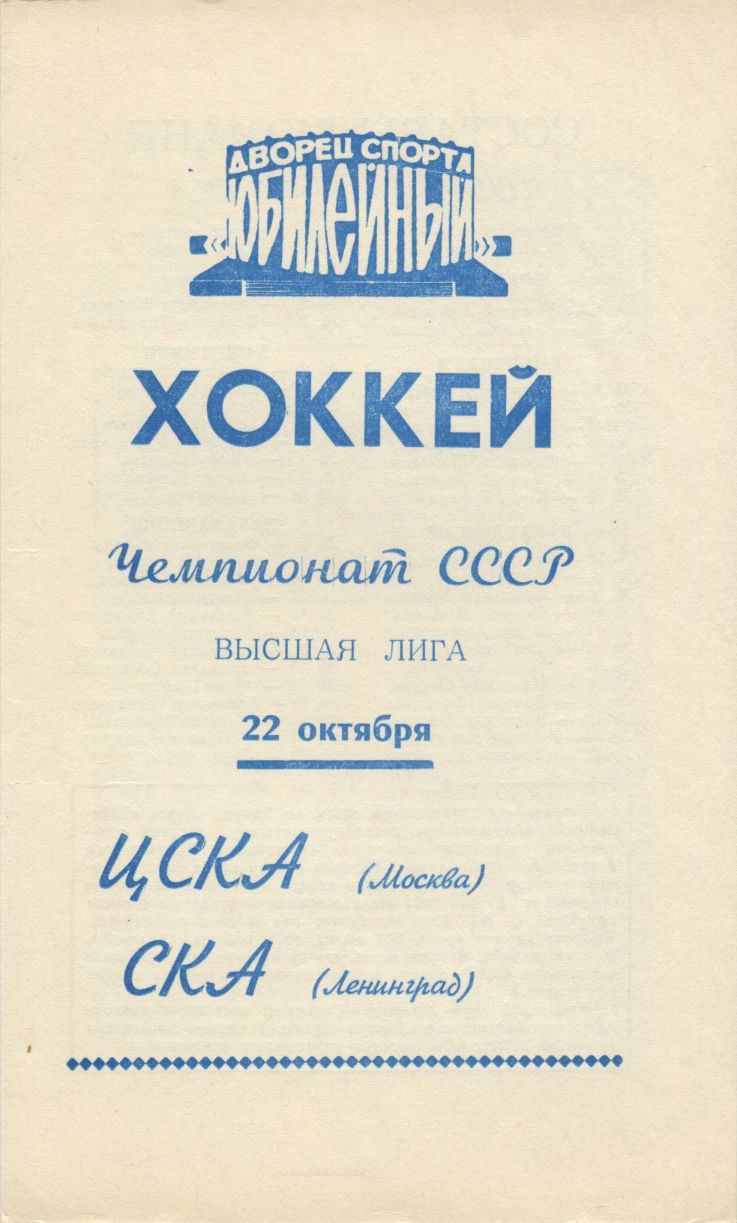 ДВОРЕЦ СПОРТА
ЮБИЛЕЙНЫЙ
ХОККЕЙ
Чемпионат СССР
ВЫСШАЯ ЛИГА
22 октября
ЦСКА (Москва)
СКА (Ленинград)